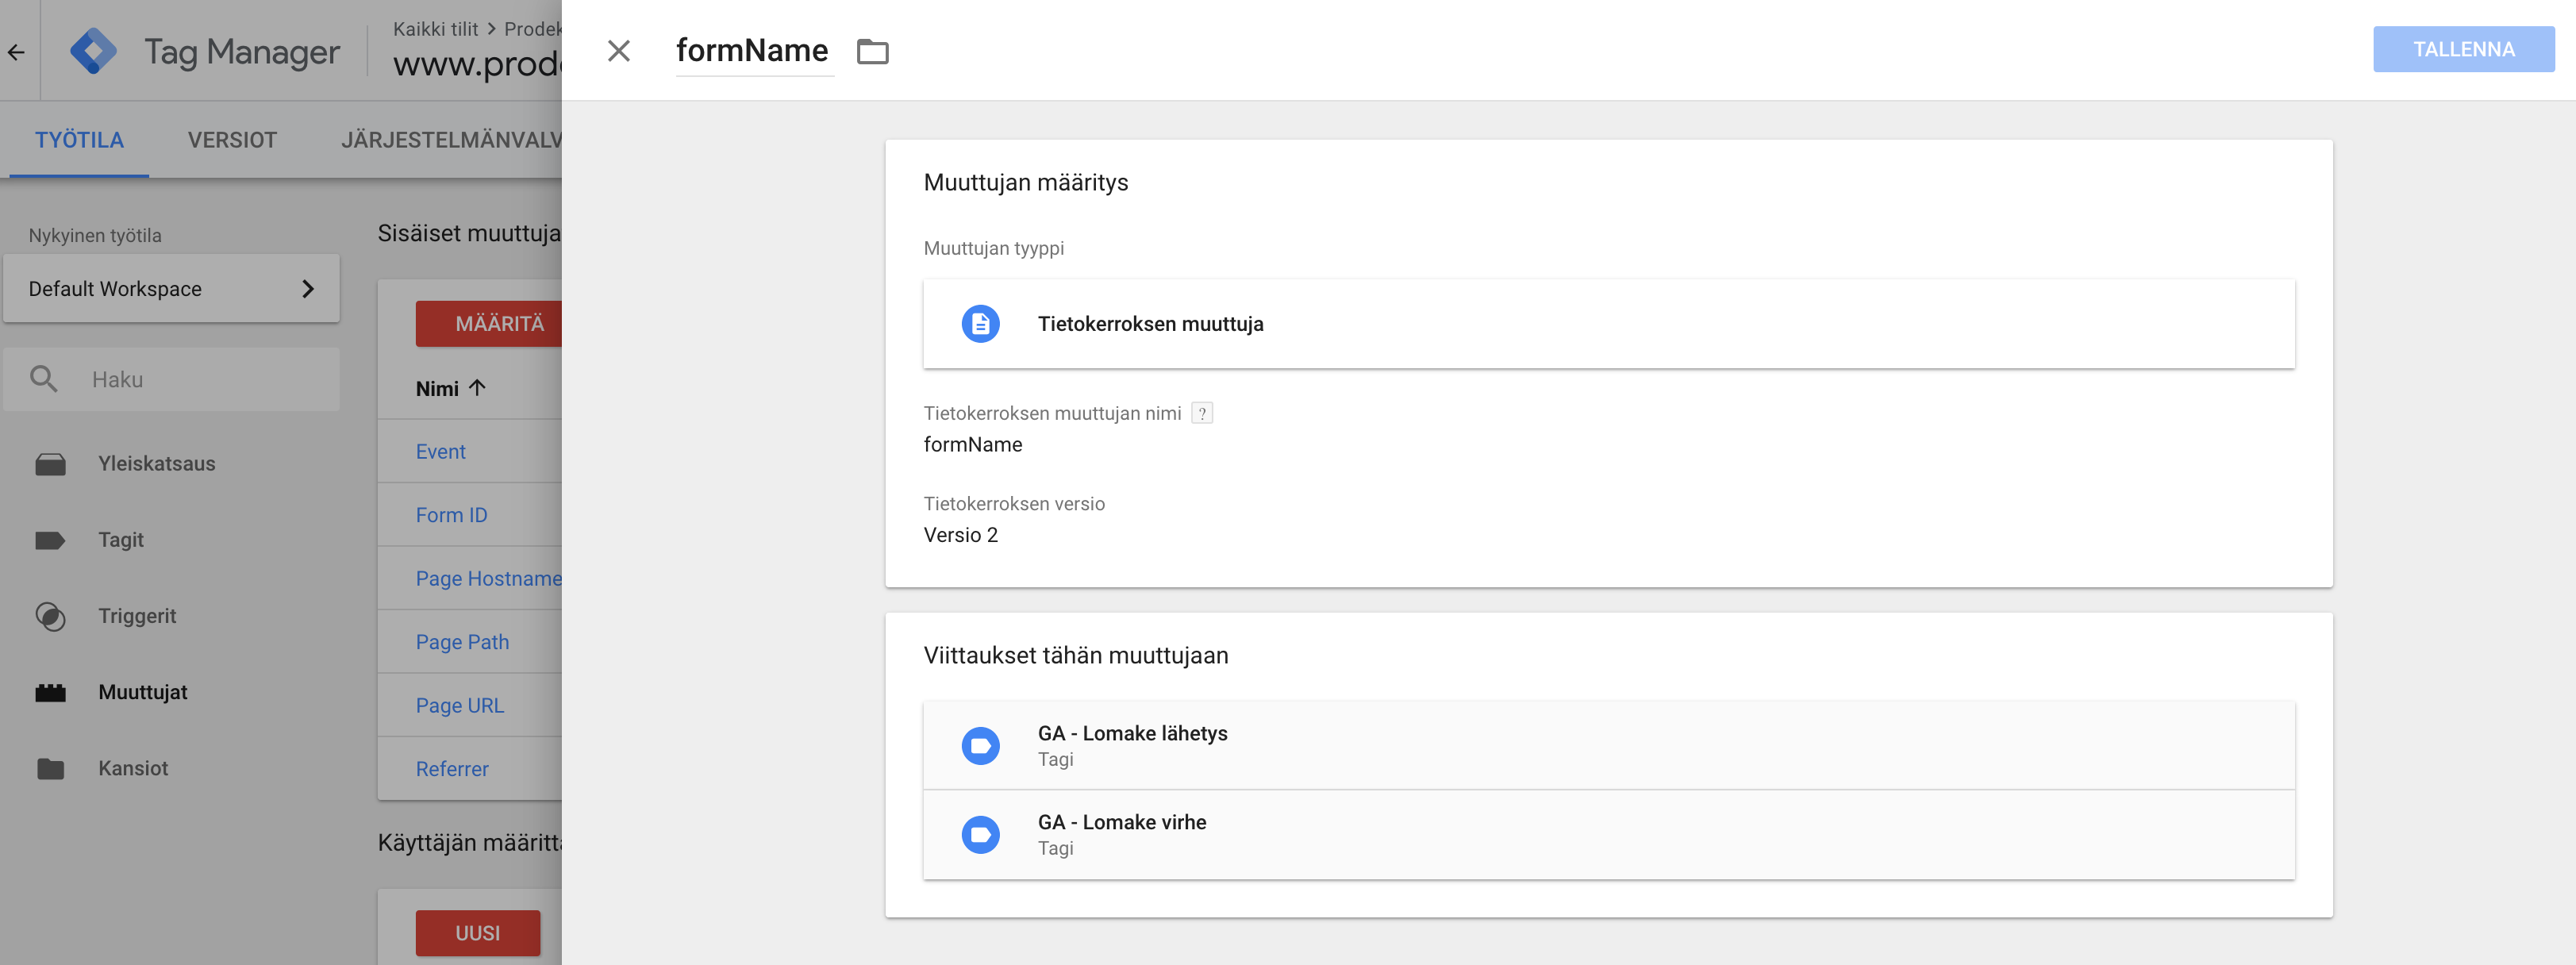 Tag Manager
Kaikki tilit > Prodek
www.prod
TYÖTILA VERSIOT JÄRJESTELMÄNVALV
Nykyinen työtila
Default Workspace
Haku
Yleiskatsaus
Tagit
Triggerit
Muuttujat
Kansiot
Sisäiset muuttuja
MÄÄRITÄ
Nimi
Event
Form ID
Page Hostname
Page Path
Page URL
Referrer
Käyttäjän määritt
UUSI
formName
TALLENNA
Muuttujan määritys
Muuttujan tyyppi
Tietokerroksen muuttuja
Tietokerroksen muuttujan nimi ?
formName
Tietokerroksen versio
Versio 2
Viittaukset tähän muuttujaan
GA - Lomake lähetys
Tagi
GA - Lomake virhe
Tagi